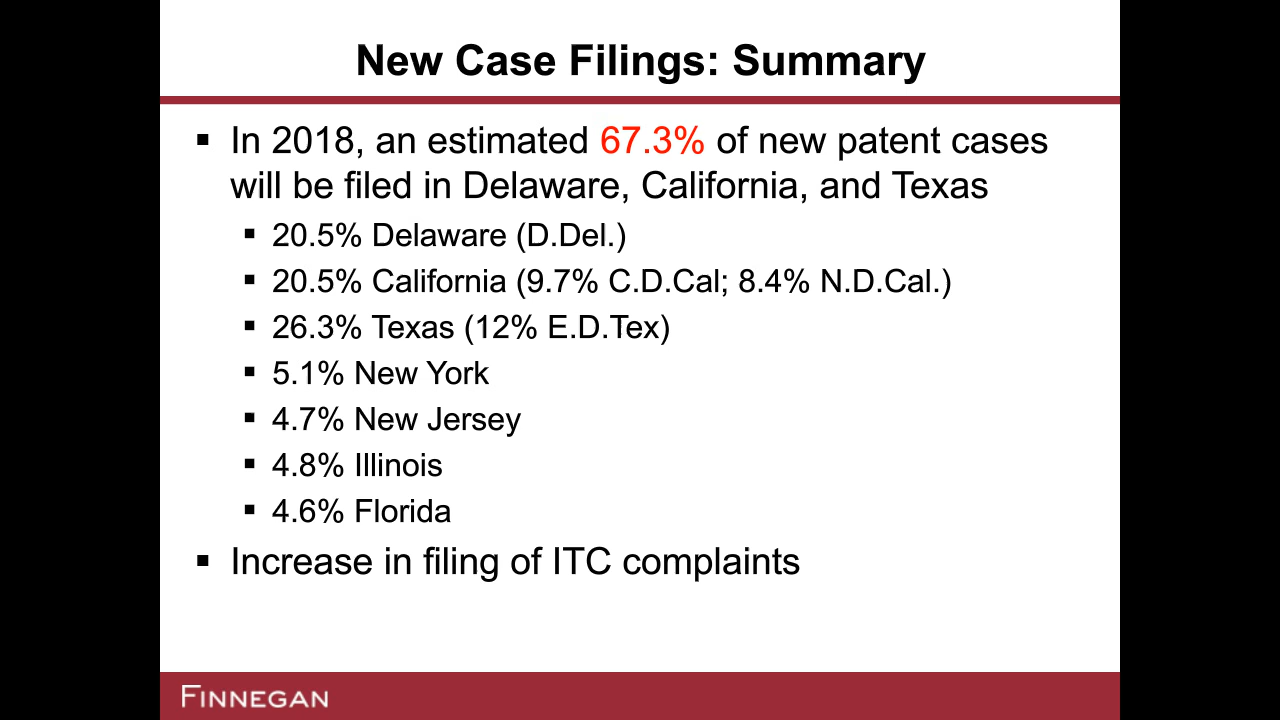 New Case Filings: Summary
▪ In 2018, an estimated 67.3% of new patent cases
will be filed in Delaware, California, and Texas
▪ 20.5% Delaware (D.Del.)
▪ 20.5% California (9.7% C.D.Cal; 8.4% N.D.Cal.)
▪ 26.3% Texas (12% E.D.Tex)
▪ 5.1% New York
▪ 4.7% New Jersey
▪ 4.8% Illinois
▪ 4.6% Florida
▪ Increase in filing of ITC complaints
FINNEGAN